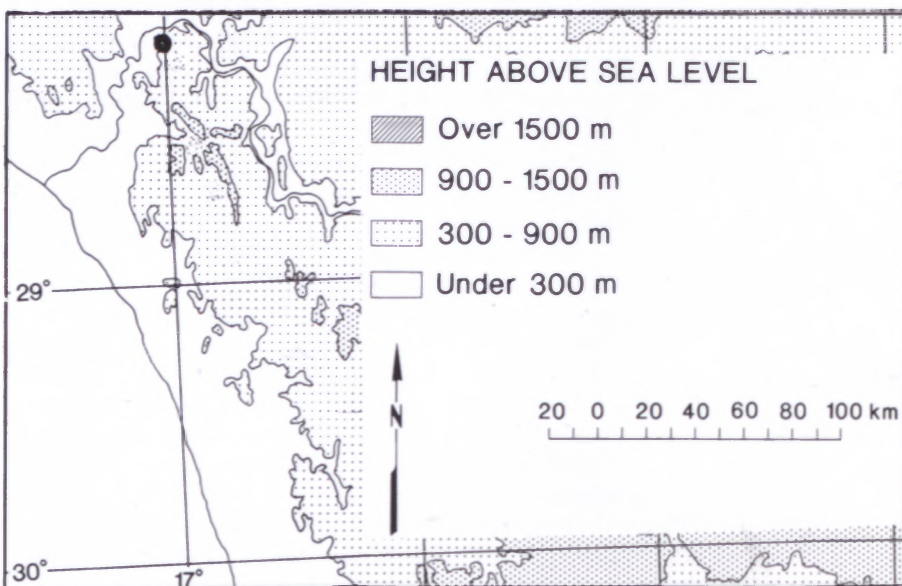 HEIGHT ABOVE SEA LEVEL
Over 1500 m
900 - 1500 m
300 - 900 m
Under 300 m
29°
N
20 0 20 40 60 80 100 km
30°
17°